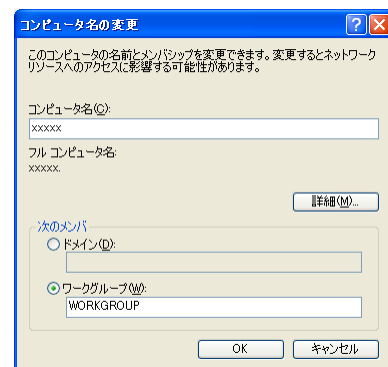 コンピュータ名の変更
このコンピュータの名前とメンバシップを変更できます。変更するとネットワーク
リソースへのアクセスに影響する可能性があります。
コンピュータ名(C):
xxxxx
フル コンピュータ名:
xxxxx.
詳細(M)...
次のメンバ
ドメイン(D):
ワークグループ(W):
WORKGROUP
OK
キャンセル